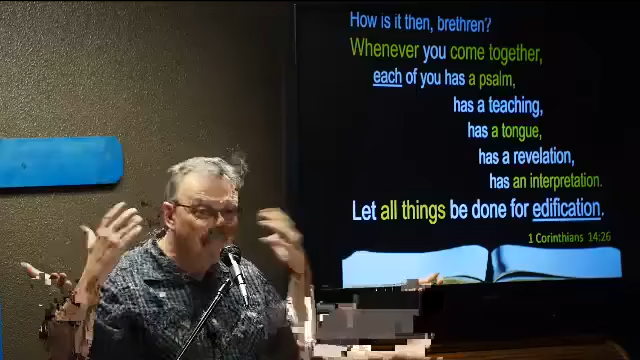 How is it then, brethren?
Whenever you come together,
each of you has a psalm,
has a teaching,
has a tongue,
has a revelation,
has an interpretation.
Let all things be done for edification.
1 Corinthians 14:26